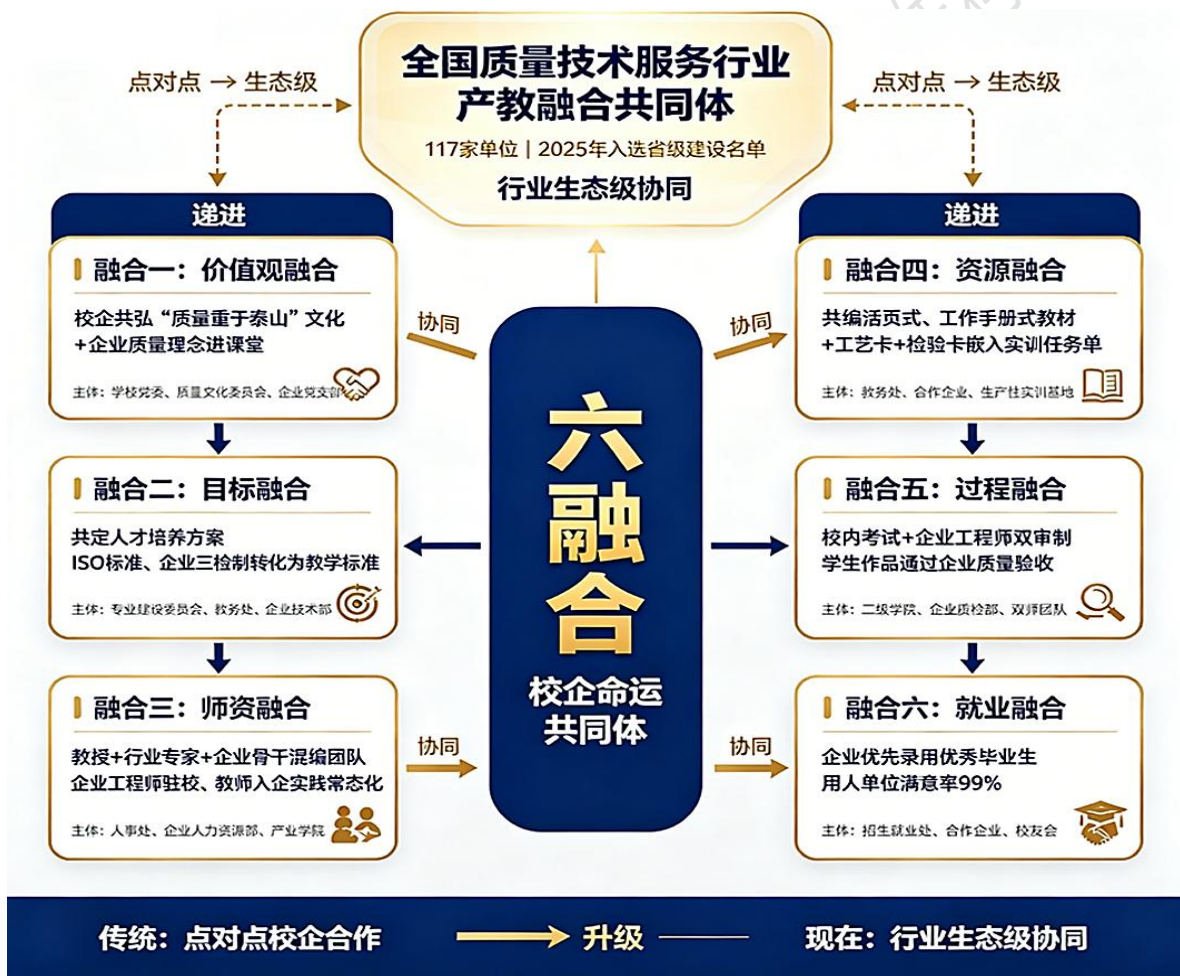 全国质量技术服务行业
产教融合共同体
117家单位 | 2025年入选省级建设名单
行业生态级协同
点对点 → 生态级
点对点 → 生态级
递进
融合一：价值观融合
校企共弘“质量重于泰山”文化
+企业质量理念进课堂
主体：学校党委、质量文化委员会、企业党支部
融合二：目标融合
共定人才培养方案
ISO标准、企业三检制转化为教学标准
主体：专业建设委员会、教务处、企业技术部
融合三：师资融合
教授+行业专家+企业骨干混编团队
企业工程师驻校、教师入企实践常态化
主体：人事处、企业人力资源部、产业学院
协同
协同
六融合
校企命运
共同体
协同
协同
递进
融合四：资源融合
共编活页式、工作手册式教材
+工艺卡+检验卡嵌入实训任务单
主体：教务处、合作企业、生产性实训基地
融合五：过程融合
校内考试+企业工程师双审制
学生作品通过企业质量验收
主体：二级学院、企业质检部、双师团队
融合六：就业融合
企业优先录用优秀毕业生
用人单位满意率99%
主体：招生就业处、合作企业、校友会
传统：点对点校企合作
升级
现在：行业生态级协同